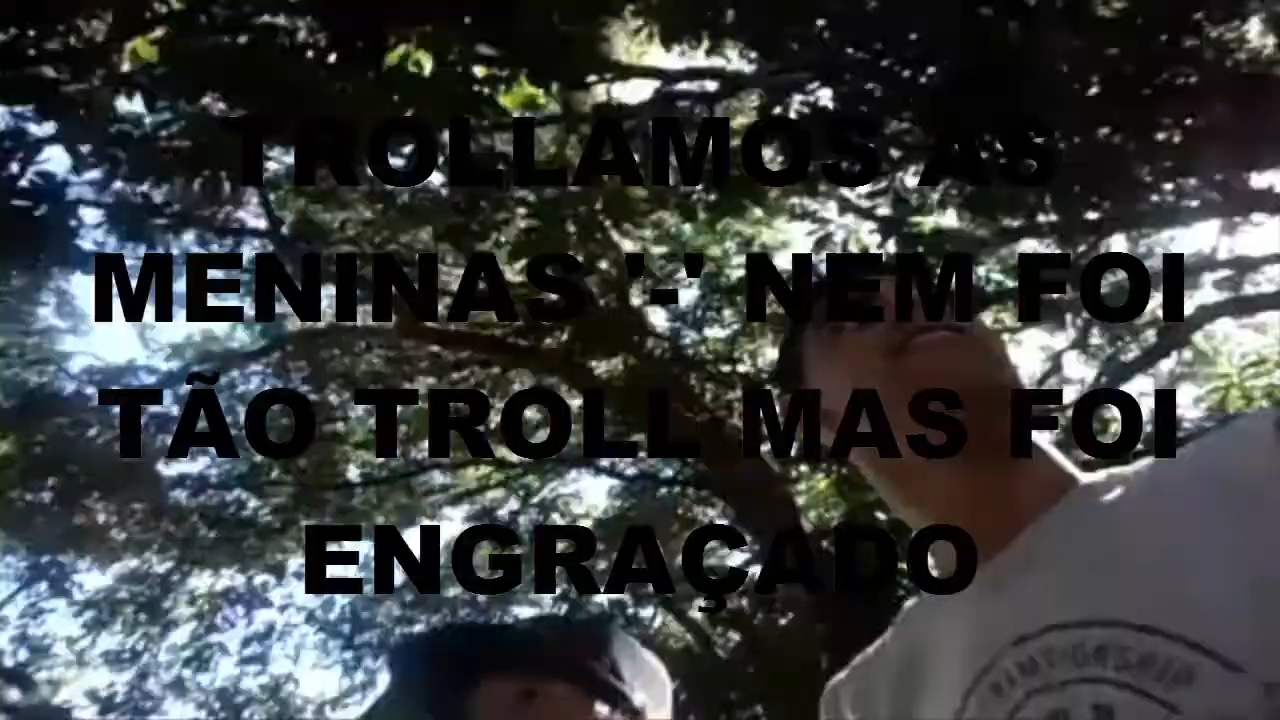 TROLLAMOS AS
MENINAS '-' NEM FOI
TÃO TROLL MAS FOI
ENGRAÇADO